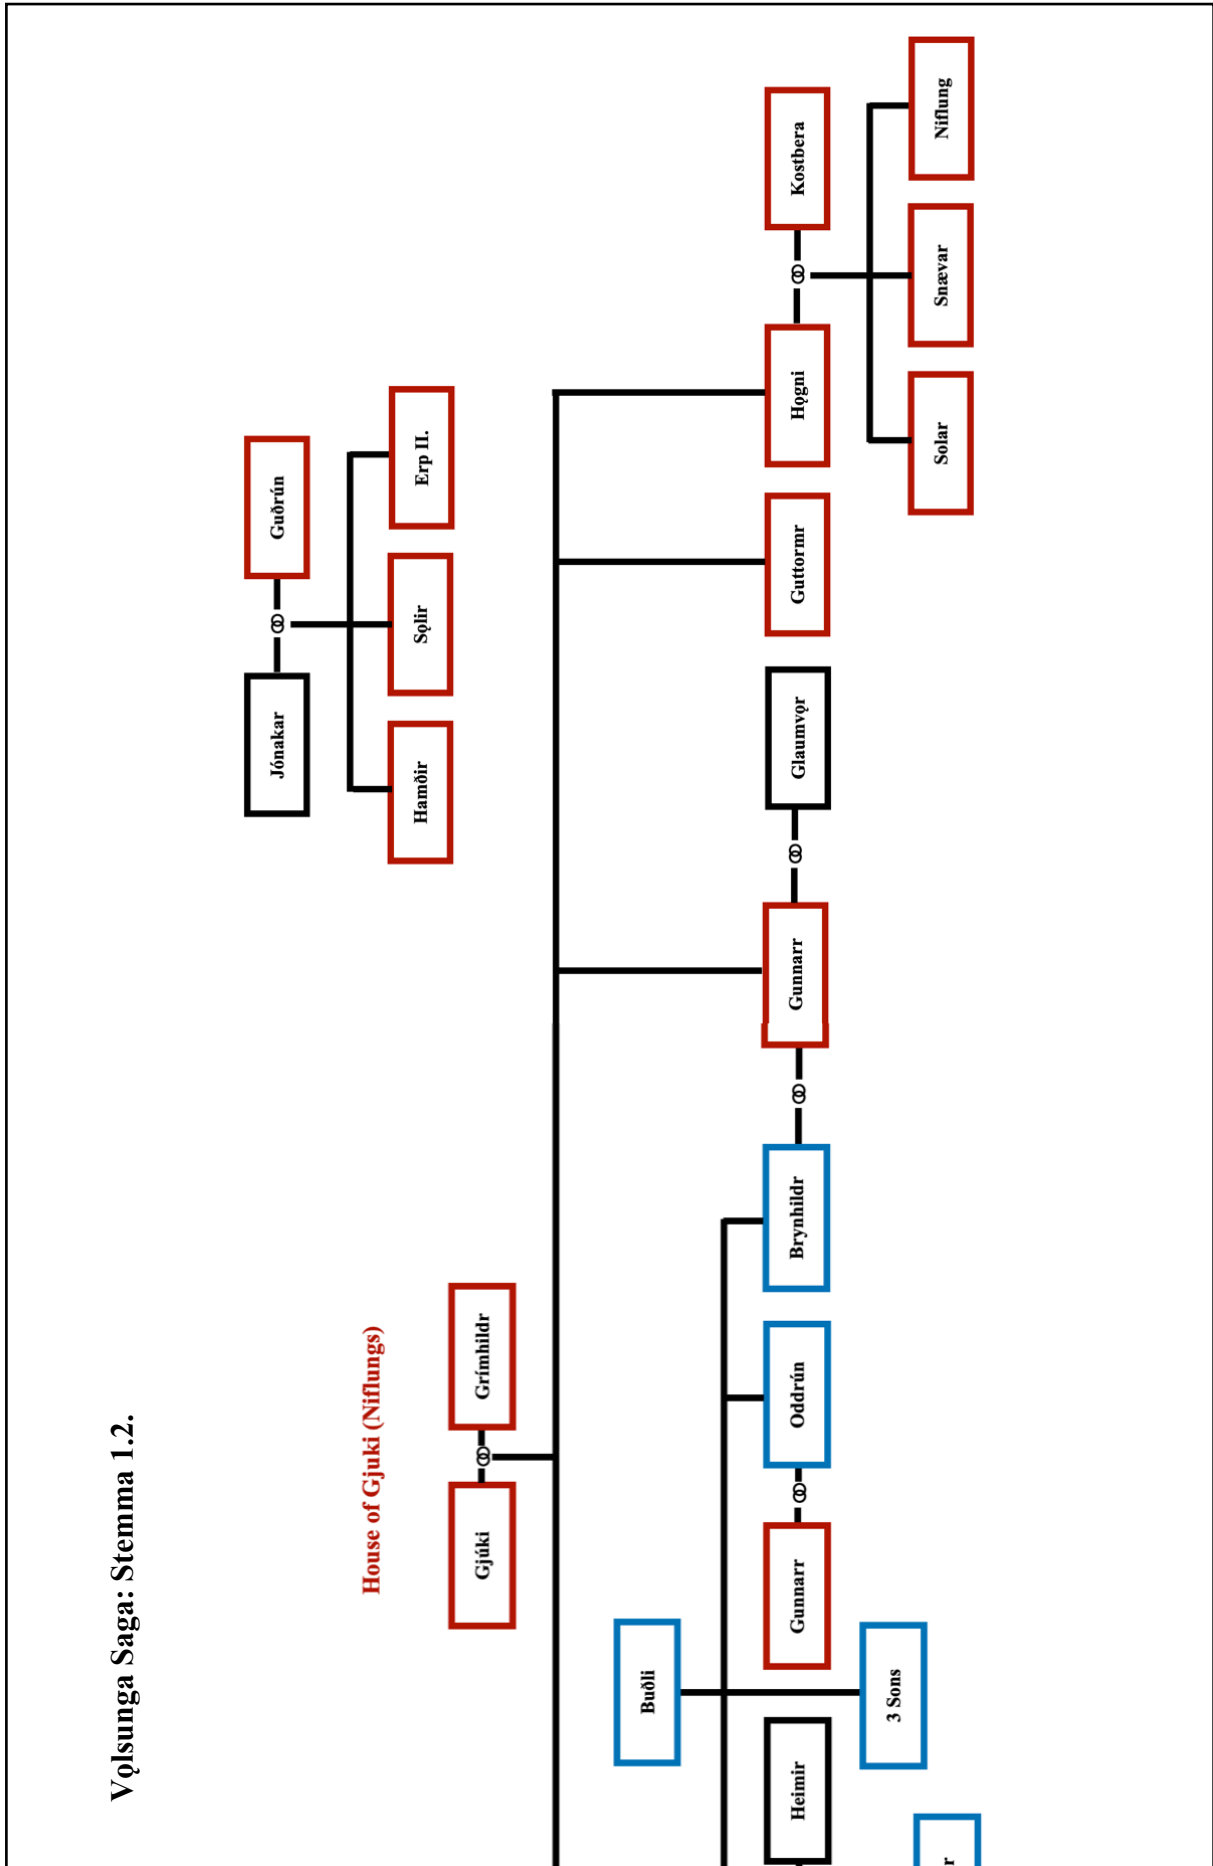 Vǫlsunga Saga: Stemma 1.2.
House of Gjuki (Niflungs)
Jónakar
Guðrún
Hamðir
Sǫlir
Erp II.
Gjúki
Grímhildr
Buðli
Heimir
Gunnarr
Oddrún
Brynhildr
Gunnarr
Glaumvǫr
Guttormr
Hǫgni
Kostbera
3 Sons
Solar
Snævar
Niflung
r